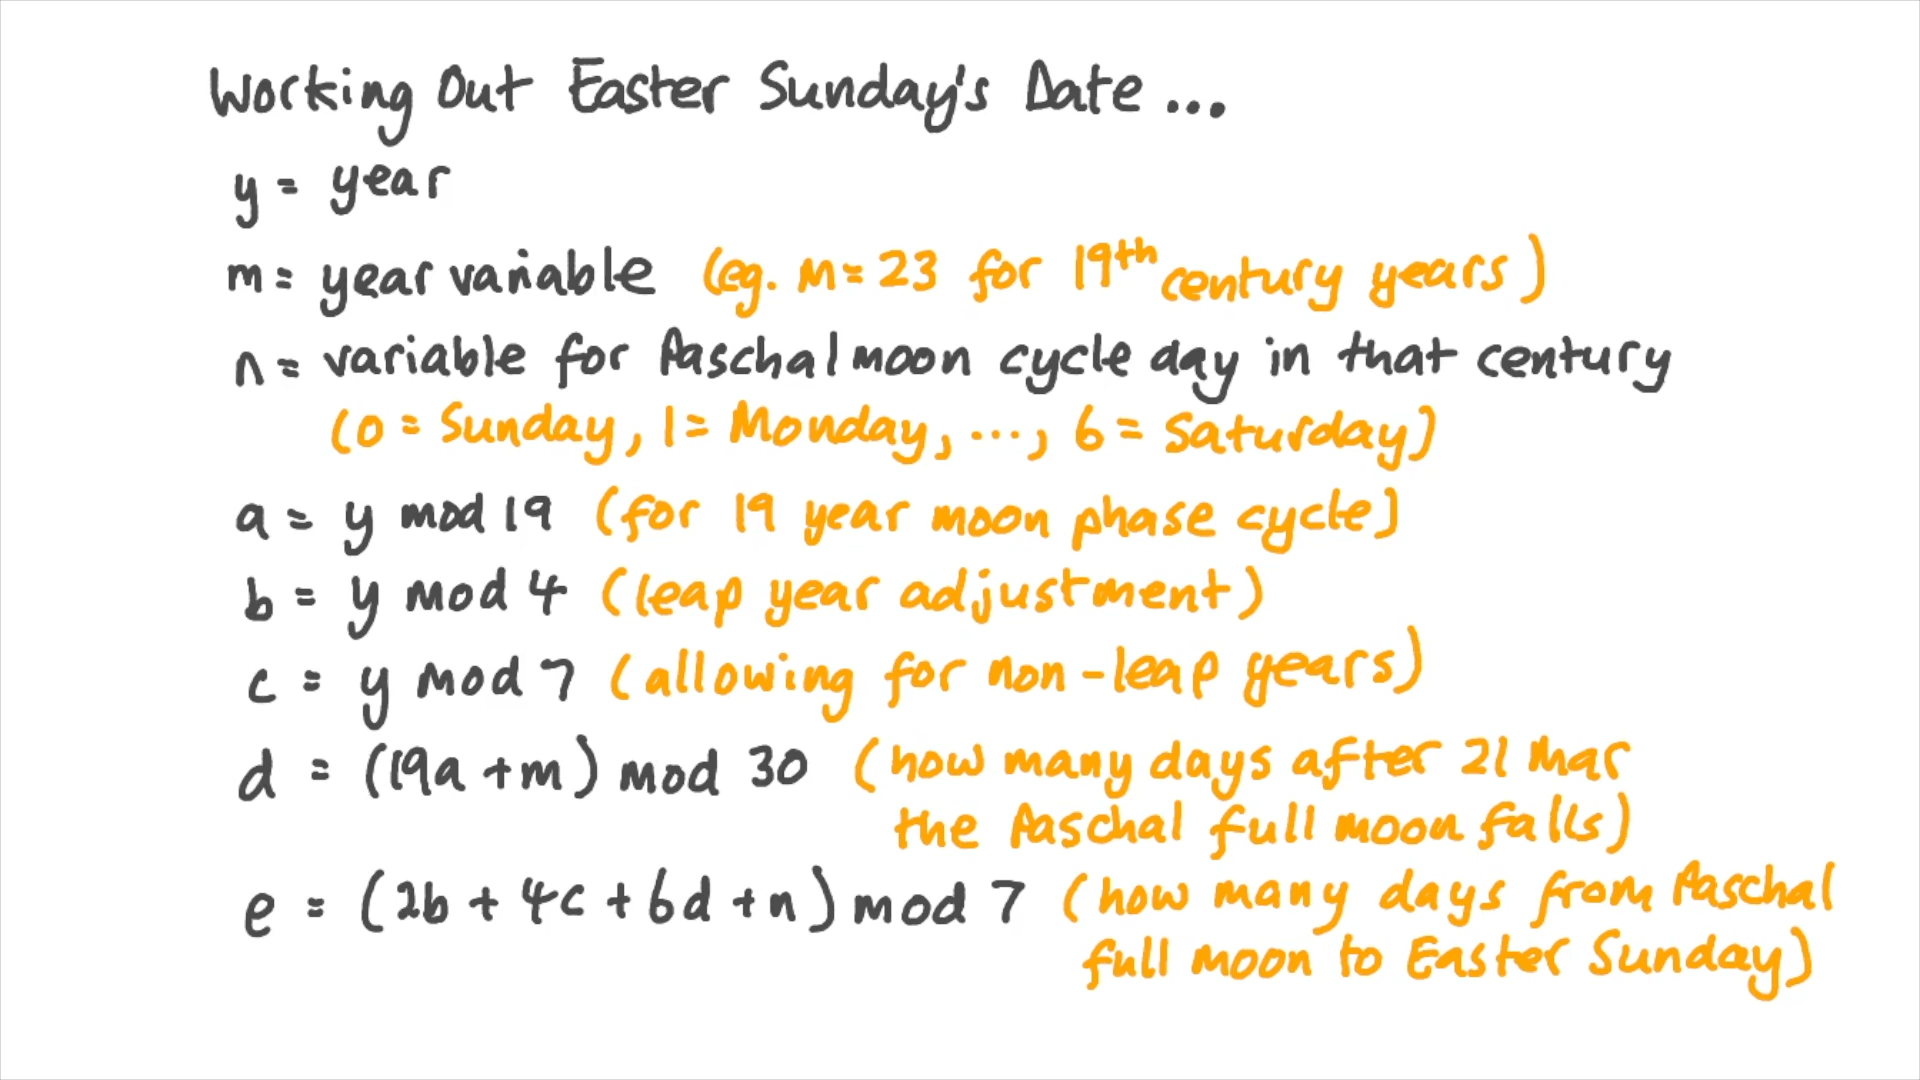 Working Out Easter Sunday's Date ...
y = year
m = year variable (eg. M = 23 for 19th century years)
n = variable for Paschal moon cycle day in that century
(0 = Sunday, 1 = Monday, ..., 6 = Saturday)
a = y mod 19 (for 19 year moon phase cycle)
b = y mod 4 (leap year adjustment)
c = y mod 7 (allowing for non-leap years)
d = (19a + m) mod 30 (how many days after 21 Mar
the Paschal full moon falls)
e = (2b + 4c + 6d + n) mod 7 (how many days from Paschal
full moon to Easter Sunday)